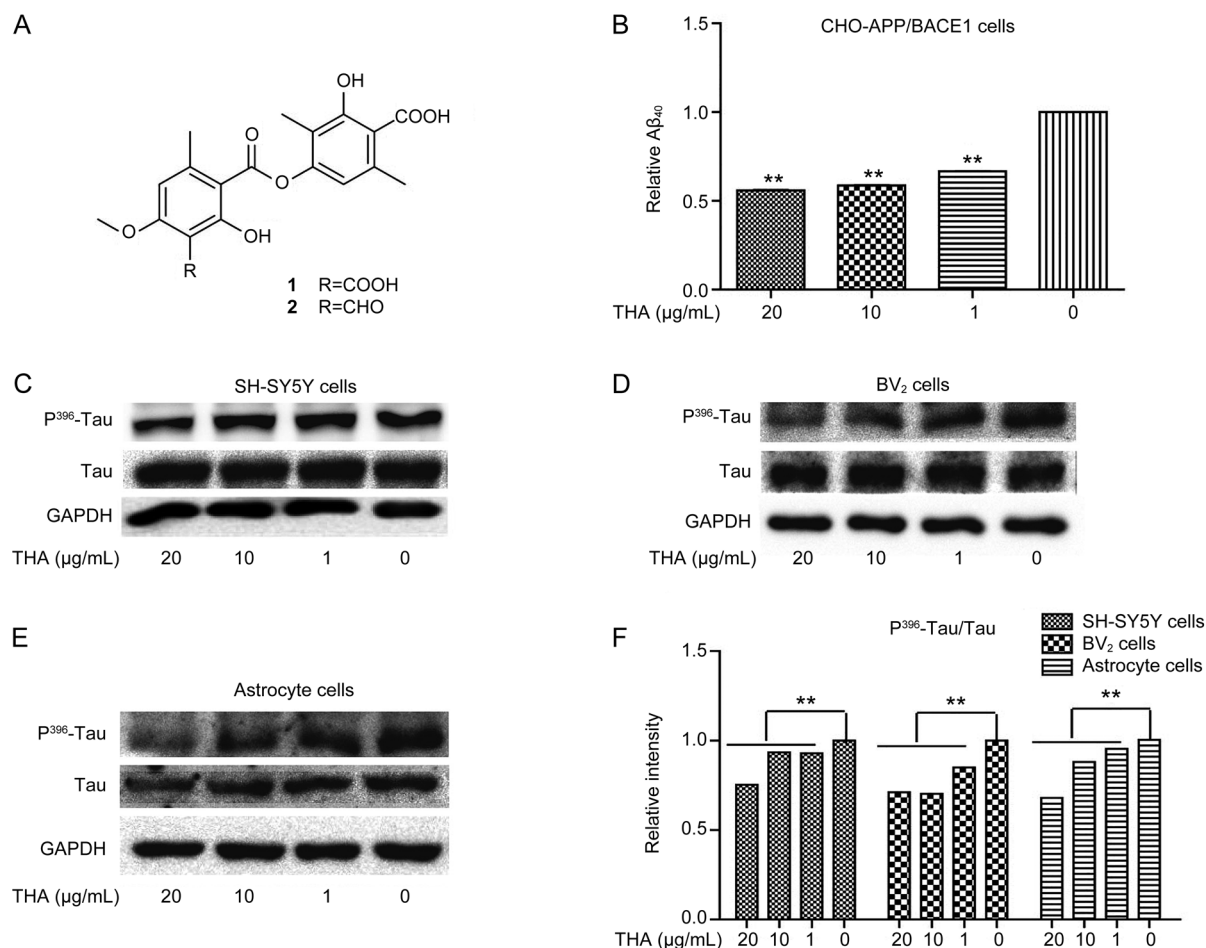 A
OH
COOH
O
O
O
OH
R
1 R=COOH
2 R=CHO
B
CHO-APP/BACE1 cells
Relative Aβ₄₀
1.5
1.0
0.5
0.0
** ** **
THA (μg/mL) 20 10 1 0
C
SH-SY5Y cells
P³⁹⁶-Tau
Tau
GAPDH
THA (μg/mL) 20 10 1 0
D
BV₂ cells
P³⁹⁶-Tau
Tau
GAPDH
THA (μg/mL) 20 10 1 0
E
Astrocyte cells
P³⁹⁶-Tau
Tau
GAPDH
THA (μg/mL) 20 10 1 0
F
P³⁹⁶-Tau/Tau
SH-SY5Y cells
BV₂ cells
Astrocyte cells
Relative intensity
1.5
1.0
0.5
0.0
** ** **
THA (μg/mL) 20 10 1 0 20 10 1 0 20 10 1 0